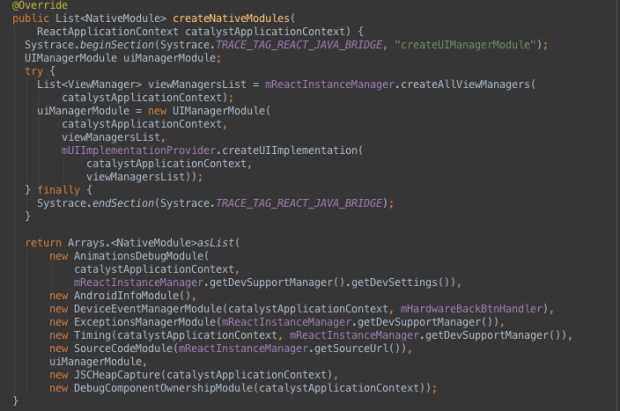 @Override
public List<NativeModule> createNativeModules(
    ReactApplicationContext catalystApplicationContext) {
  Systrace.beginSection(Systrace.TRACE_TAG_REACT_JAVA_BRIDGE, "createUIManagerModule");
  UIManagerModule uiManagerModule;
  try {
    List<ViewManager> viewManagersList = mReactInstanceManager.createAllViewManagers(
        catalystApplicationContext);
    uiManagerModule = new UIManagerModule(
        catalystApplicationContext,
        viewManagersList,
        mUIImplementationProvider.createUIImplementation(
            catalystApplicationContext,
            viewManagersList));
  } finally {
    Systrace.endSection(Systrace.TRACE_TAG_REACT_JAVA_BRIDGE);
  }

  return Arrays.<NativeModule>asList(
      new AnimationsDebugModule(
          catalystApplicationContext,
          mReactInstanceManager.getDevSupportManager().getDevSettings()),
      new AndroidInfoModule(),
      new DeviceEventManagerModule(catalystApplicationContext, mHardwareBackBtnHandler),
      new ExceptionsManagerModule(mReactInstanceManager.getDevSupportManager()),
      new Timing(catalystApplicationContext, mReactInstanceManager.getDevSupportManager()),
      new SourceCodeModule(mReactInstanceManager.getSourceUrl()),
      uiManagerModule,
      new JSCHeapCapture(catalystApplicationContext),
      new DebugComponentOwnershipModule(catalystApplicationContext));
}